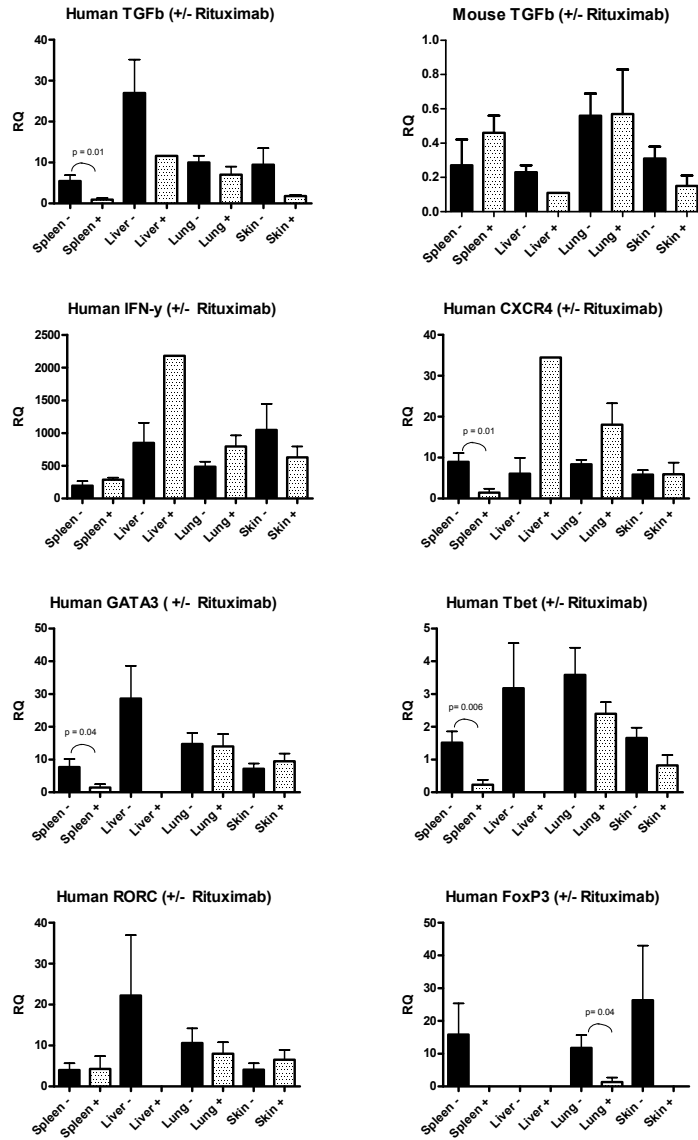 Human TGFb (+/- Rituximab)
40
30
20
10
0
RQ
p = 0.01
Spleen -
Spleen +
Liver -
Liver +
Lung -
Lung +
Skin -
Skin +
Mouse TGFb (+/- Rituximab)
1.0
0.8
0.6
0.4
0.2
0.0
RQ
Spleen -
Spleen +
Liver -
Liver +
Lung -
Lung +
Skin -
Skin +
Human IFN-y (+/- Rituximab)
2500
2000
1500
1000
500
0
RQ
Spleen -
Spleen +
Liver -
Liver +
Lung -
Lung +
Skin -
Skin +
Human CXCR4 (+/- Rituximab)
40
30
20
10
0
RQ
p = 0.01
Spleen -
Spleen +
Liver -
Liver +
Lung -
Lung +
Skin -
Skin +
Human GATA3 ( +/- Rituximab)
50
40
30
20
10
0
RQ
p = 0.04
Spleen -
Spleen +
Liver -
Liver +
Lung -
Lung +
Skin -
Skin +
Human Tbet (+/- Rituximab)
5
4
3
2
1
0
RQ
p= 0.006
Spleen -
Spleen +
Liver -
Liver +
Lung -
Lung +
Skin -
Skin +
Human RORC (+/- Rituximab)
40
30
20
10
0
RQ
Spleen -
Spleen +
Liver -
Liver +
Lung -
Lung +
Skin -
Skin +
Human FoxP3 (+/- Rituximab)
50
40
30
20
10
0
RQ
p= 0.04
Spleen -
Spleen +
Liver -
Liver +
Lung -
Lung +
Skin -
Skin +